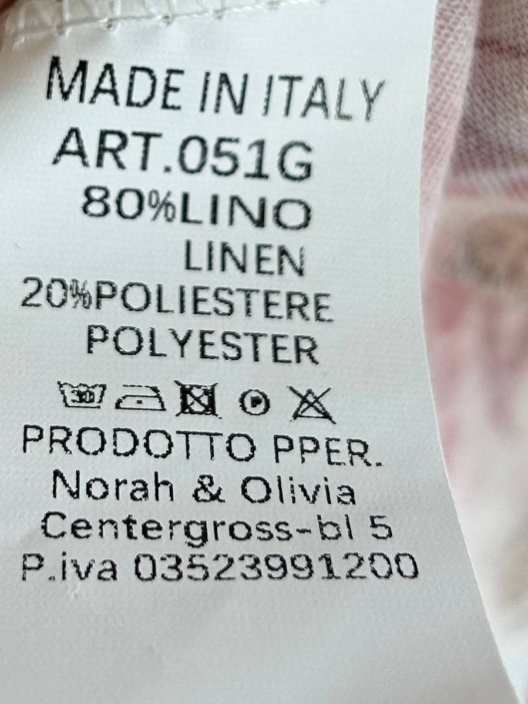 MADE IN ITALY
ART.051G
80%LINO
LINEN
20%POLIESTERE
POLYESTER
30 P
PRODOTTO PPER.
Norah & Olivia
Centergross-bl 5
P.iva 03523991200